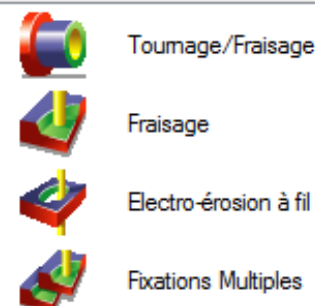 Tournage/Fraisage
Fraisage
Electro-érosion à fil
Fixations Multiples